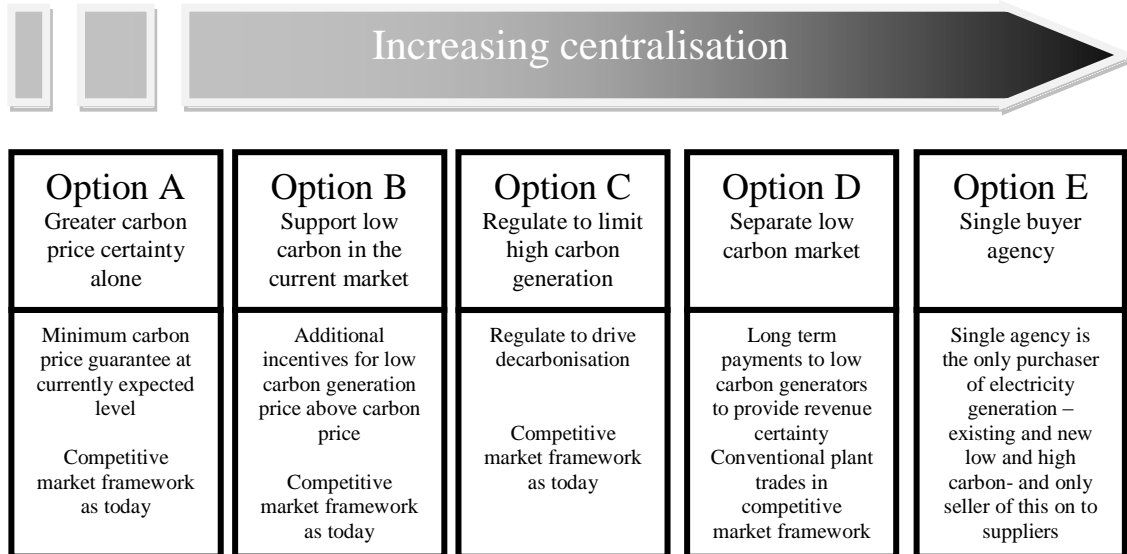 Increasing centralisation
Option A
Greater carbon
price certainty
alone
Minimum carbon
price guarantee at
currently expected
level
Competitive
market framework
as today
Option B
Support low
carbon in the
current market
Additional
incentives for low
carbon generation
price above carbon
price
Competitive
market framework
as today
Option C
Regulate to limit
high carbon
generation
Regulate to drive
decarbonisation
Competitive
market framework
as today
Option D
Separate low
carbon market
Long term
payments to low
carbon generators
to provide revenue
certainty
Conventional plant
trades in
competitive
market framework
Option E
Single buyer
agency
Single agency is
the only purchaser
of electricity
generation –
existing and new
low and high
carbon- and only
seller of this on to
suppliers